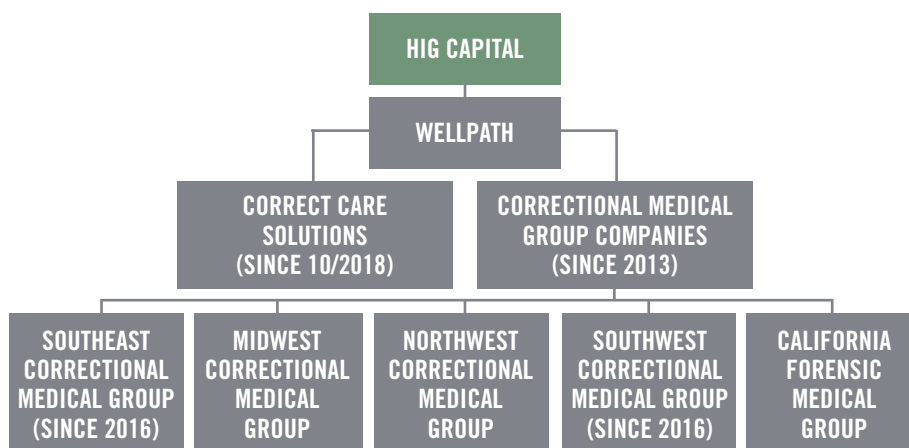 HIG CAPITAL
WELLPATH
CORRECT CARE
SOLUTIONS
(SINCE 10/2018)
CORRECTIONAL MEDICAL
GROUP COMPANIES
(SINCE 2013)
SOUTHEAST
CORRECTIONAL
MEDICAL GROUP
(SINCE 2016)
MIDWEST
CORRECTIONAL
MEDICAL
GROUP
NORTHWEST
CORRECTIONAL
MEDICAL
GROUP
SOUTHWEST
CORRECTIONAL
MEDICAL GROUP
(SINCE 2016)
CALIFORNIA
FORENSIC
MEDICAL
GROUP